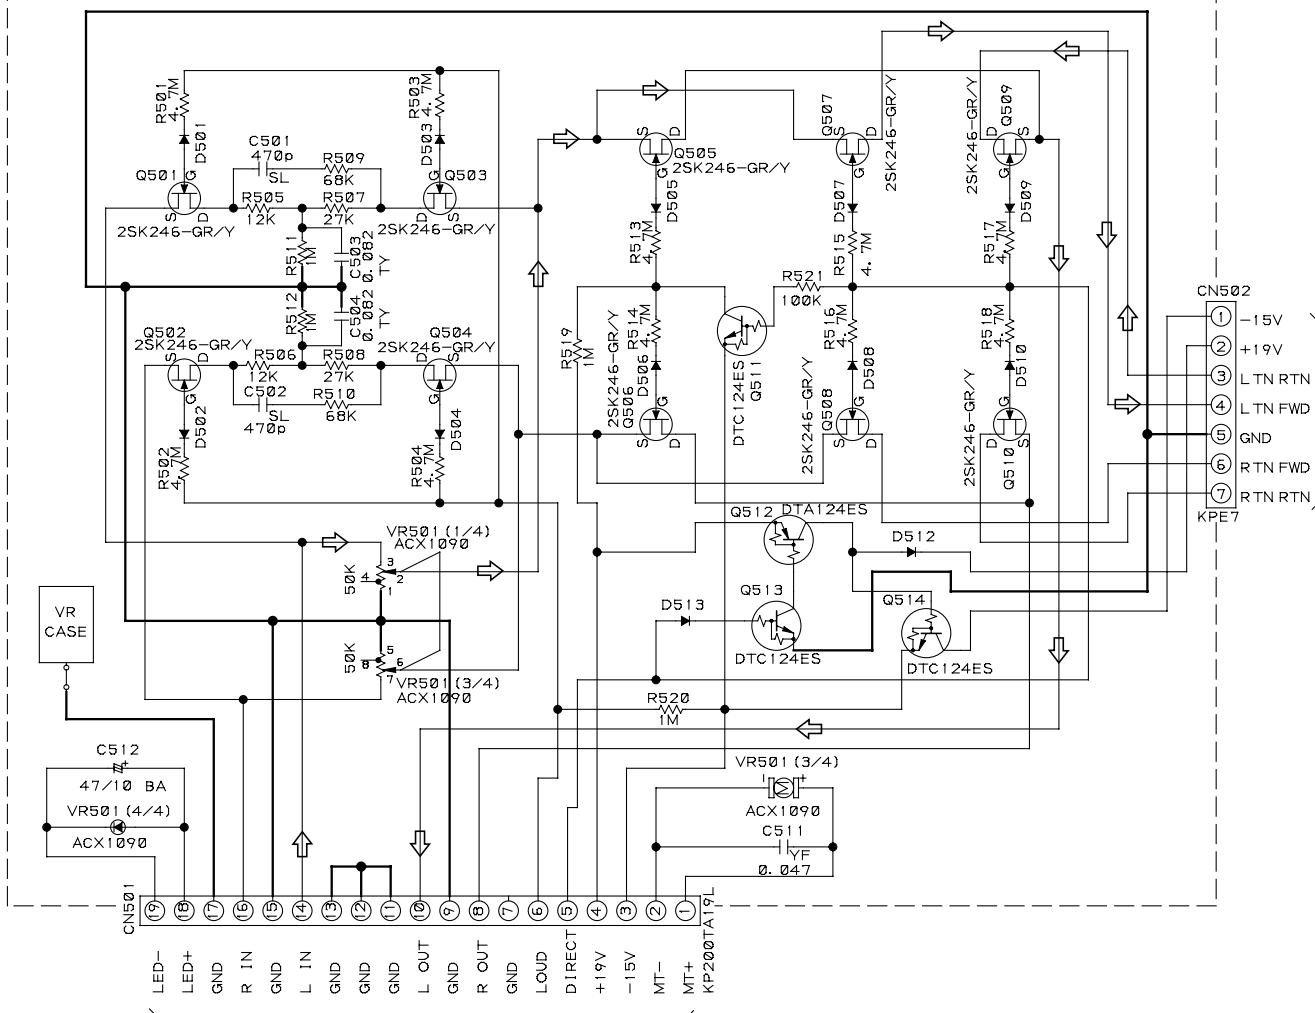 R501
4.7M
D501
Q501
G
S
D
2SK246-GR/Y
C501
470p
SL
R509
68K
R505
12K
R507
27K
R503
4.7M
D503
G
Q503
D
S
2SK246-GR/Y
R511
1M
C503
0.082
TY
R512
1M
C504
0.082
TY
Q502
2SK246-GR/Y
S
D
G
R506
12K
R508
27K
C502
SL
470p
R510
68K
Q504
2SK246-GR/Y
D
S
G
D502
R502
4.7M
D504
R504
4.7M
S
D
Q505
2SK246-GR/Y
G
D505
R513
4.7M
Q507
S
D
2SK246-GR/Y
G
D507
R515
4.7M
Q509
2SK246-GR/Y
D
S
G
D509
R517
4.7M
R521
100K
R519
1M
R514
4.7M
D506
2SK246-GR/Y
Q506
G
S
D
Q511
DTC124ES
R516
4.7M
D508
2SK246-GR/Y
Q508
G
S
D
R518
4.7M
D510
2SK246-GR/Y
Q510
G
D
S
CN502
1 -15V
2 +19V
3 L TN RTN
4 L TN FWD
5 GND
6 R TN FWD
7 R TN RTN
KPE7
Q512
DTA124ES
D512
VR501 (1/4)
ACX1090
50K
3
4
2
1
Q513
D513
DTC124ES
Q514
DTC124ES
VR
CASE
50K
5
8
6
7
VR501 (3/4)
ACX1090
R520
1M
C512
+
47/10 BA
VR501 (4/4)
ACX1090
VR501 (3/4)
-
M
+
ACX1090
C511
YF
0.047
CN501
19
18
17
16
15
14
13
12
11
10
9
8
7
6
5
4
3
2
1
KP200TA19L
LED-
LED+
GND
R IN
GND
L IN
GND
GND
GND
L OUT
GND
R OUT
GND
LOUD
DIRECT
+19V
-15V
MT-
MT+